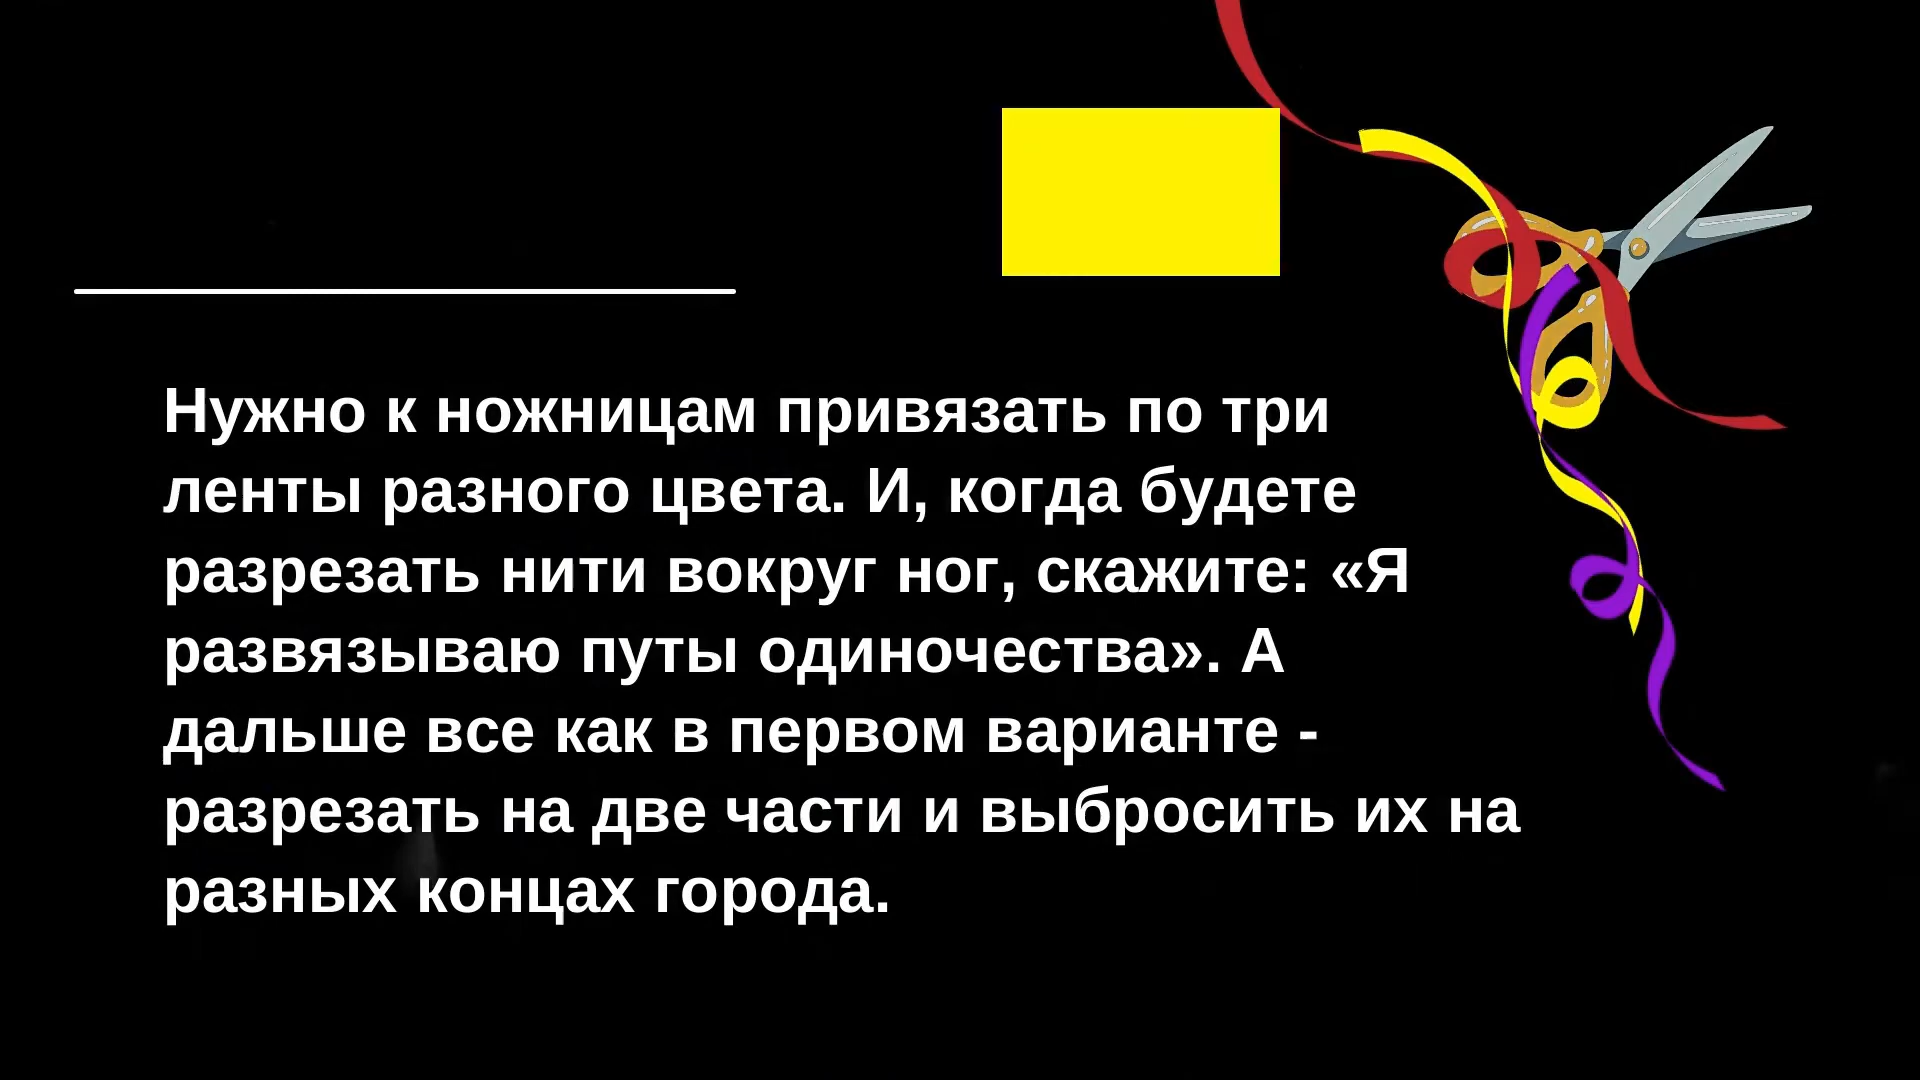 Нужно к ножницам привязать по три
ленты разного цвета. И, когда будете
разрезать нити вокруг ног, скажите: «Я
развязываю путы одиночества». А
дальше все как в первом варианте -
разрезать на две части и выбросить их на
разных концах города.